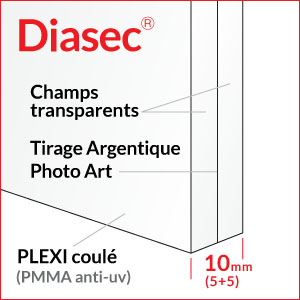 Diasec®
Champs
transparents
Tirage Argentique
Photo Art
PLEXI coulé
(PMMA anti-uv)
10mm
(5+5)